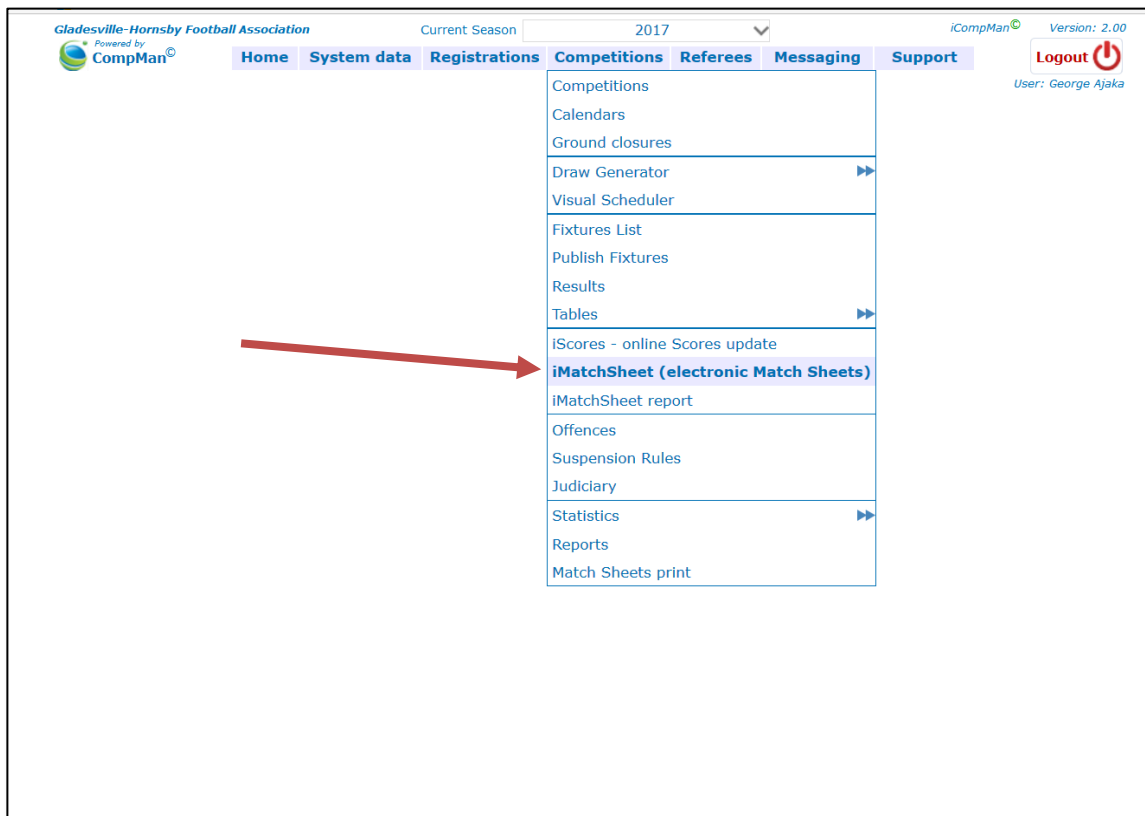 Gladesville-Hornsby Football Association Current Season 2017 iCompMan© Version: 2.00
Powered by
CompMan©
Home System data Registrations Competitions Referees Messaging Support Logout
User: George Ajaka
Competitions
Calendars
Ground closures
Draw Generator
Visual Scheduler
Fixtures List
Publish Fixtures
Results
Tables
iScores - online Scores update
iMatchSheet (electronic Match Sheets)
iMatchSheet report
Offences
Suspension Rules
Judiciary
Statistics
Reports
Match Sheets print